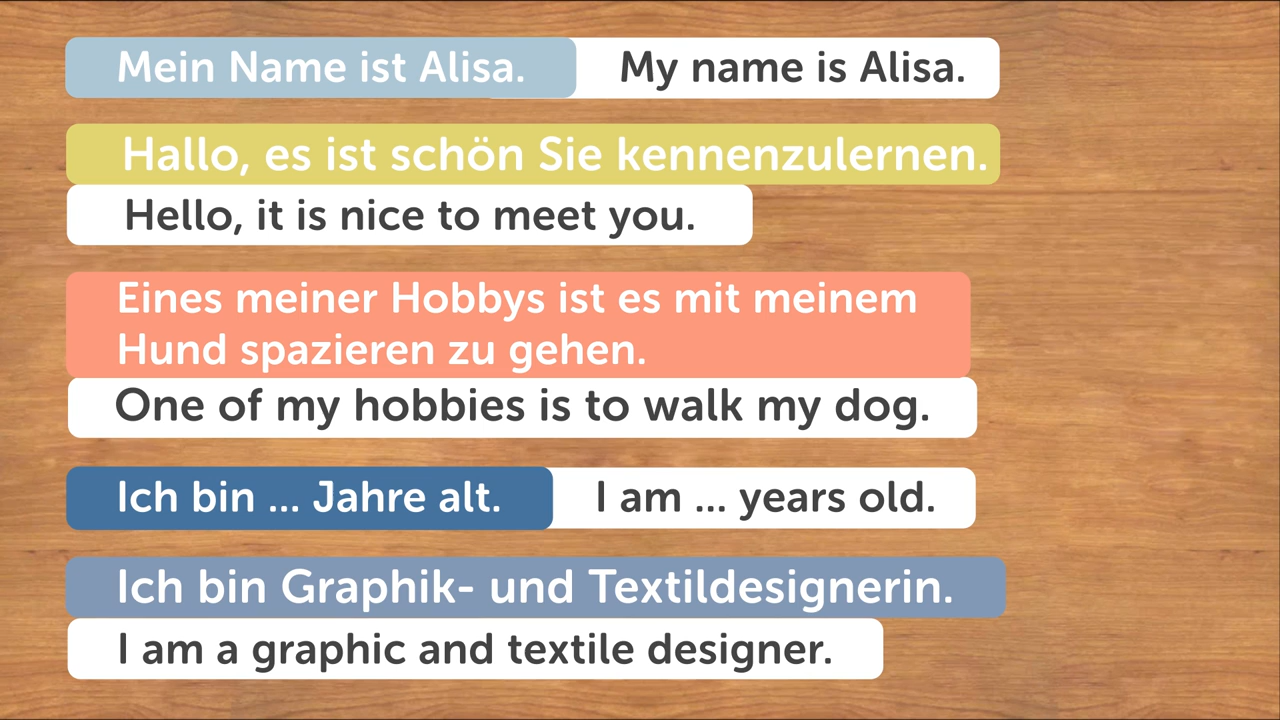 Mein Name ist Alisa. My name is Alisa.
Hallo, es ist schön Sie kennenzulernen.
Hello, it is nice to meet you.
Eines meiner Hobbys ist es mit meinem
Hund spazieren zu gehen.
One of my hobbies is to walk my dog.
Ich bin ... Jahre alt. I am ... years old.
Ich bin Graphik- und Textildesignerin.
I am a graphic and textile designer.